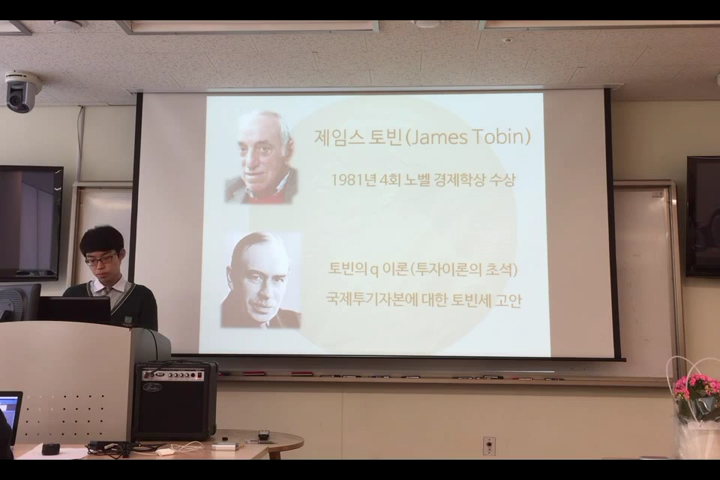 제임스 토빈(James Tobin)
1981년 4회 노벨 경제학상 수상
토빈의 q 이론(투자이론의 초석)
국제투기자본에 대한 토빈세 고안